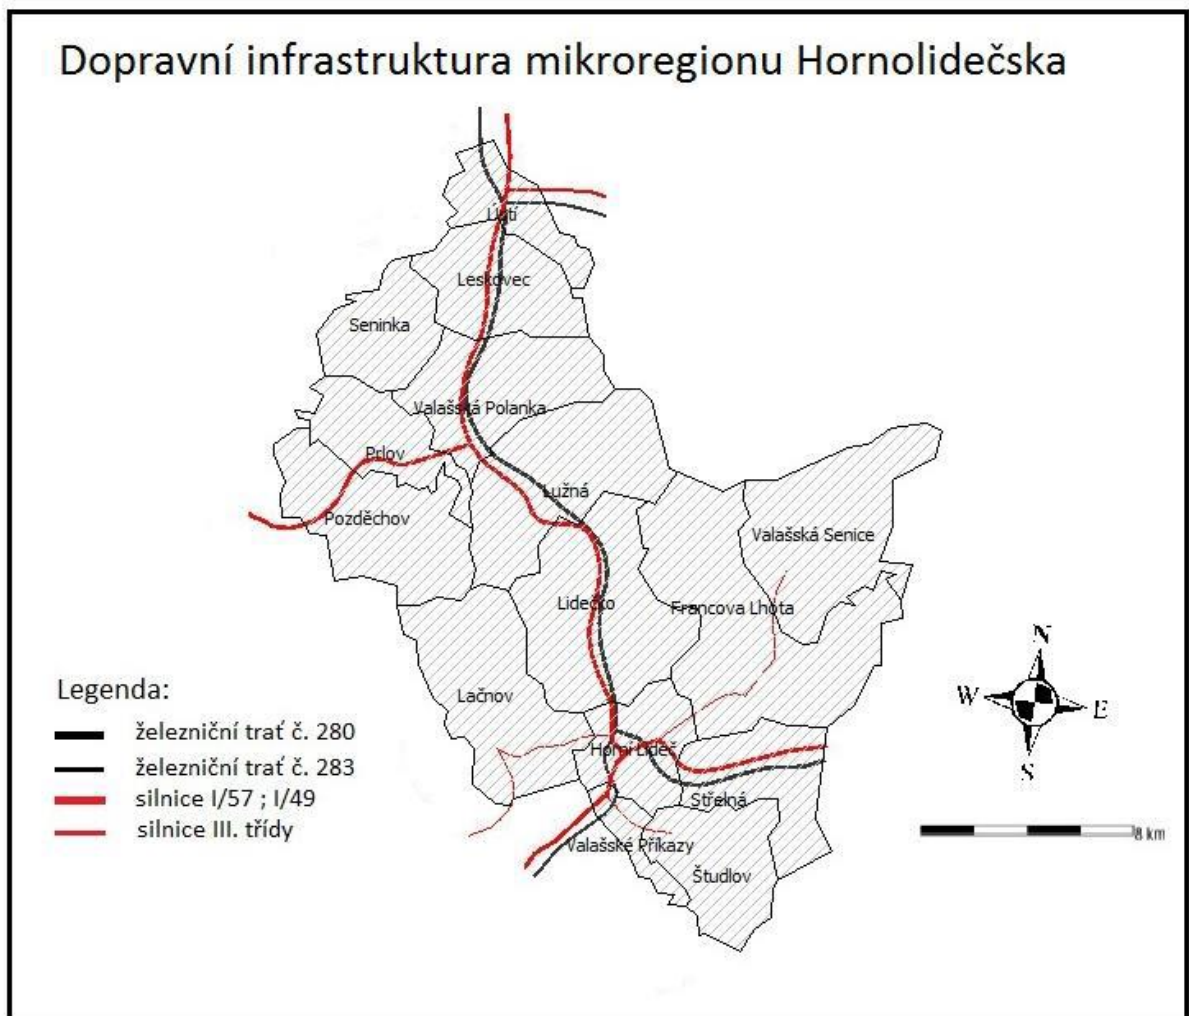 Dopravní infrastruktura mikroregionu Hornolidečska
Ústí
Leskovec
Seninka
Valašská Polanka
Prlov
Lužná
Pozděchov
Valašská Senice
Lidečko
Francova Lhota
Lačnov
Horní Lideč
Střelná
Valašské Příkazy
Študlov
N
W
E
S
8 km
Legenda:
železniční trať č. 280
železniční trať č. 283
silnice I/57 ; I/49
silnice III. třídy